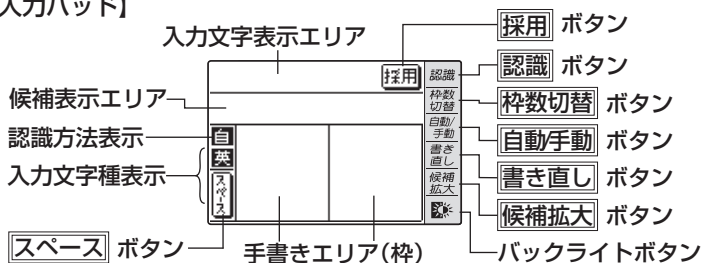 入力パッド】
入力文字表示エリア
採用 ボタン
採用
認識
認識 ボタン
候補表示エリア
枠数
切替
枠数切替 ボタン
認識方法表示
自
自動/
手動
自動/手動 ボタン
入力文字種表示
英
書き
直し
書き直し ボタン
スペース
候補
拡大
候補拡大 ボタン
スペース ボタン
手書きエリア(枠)
バックライトボタン